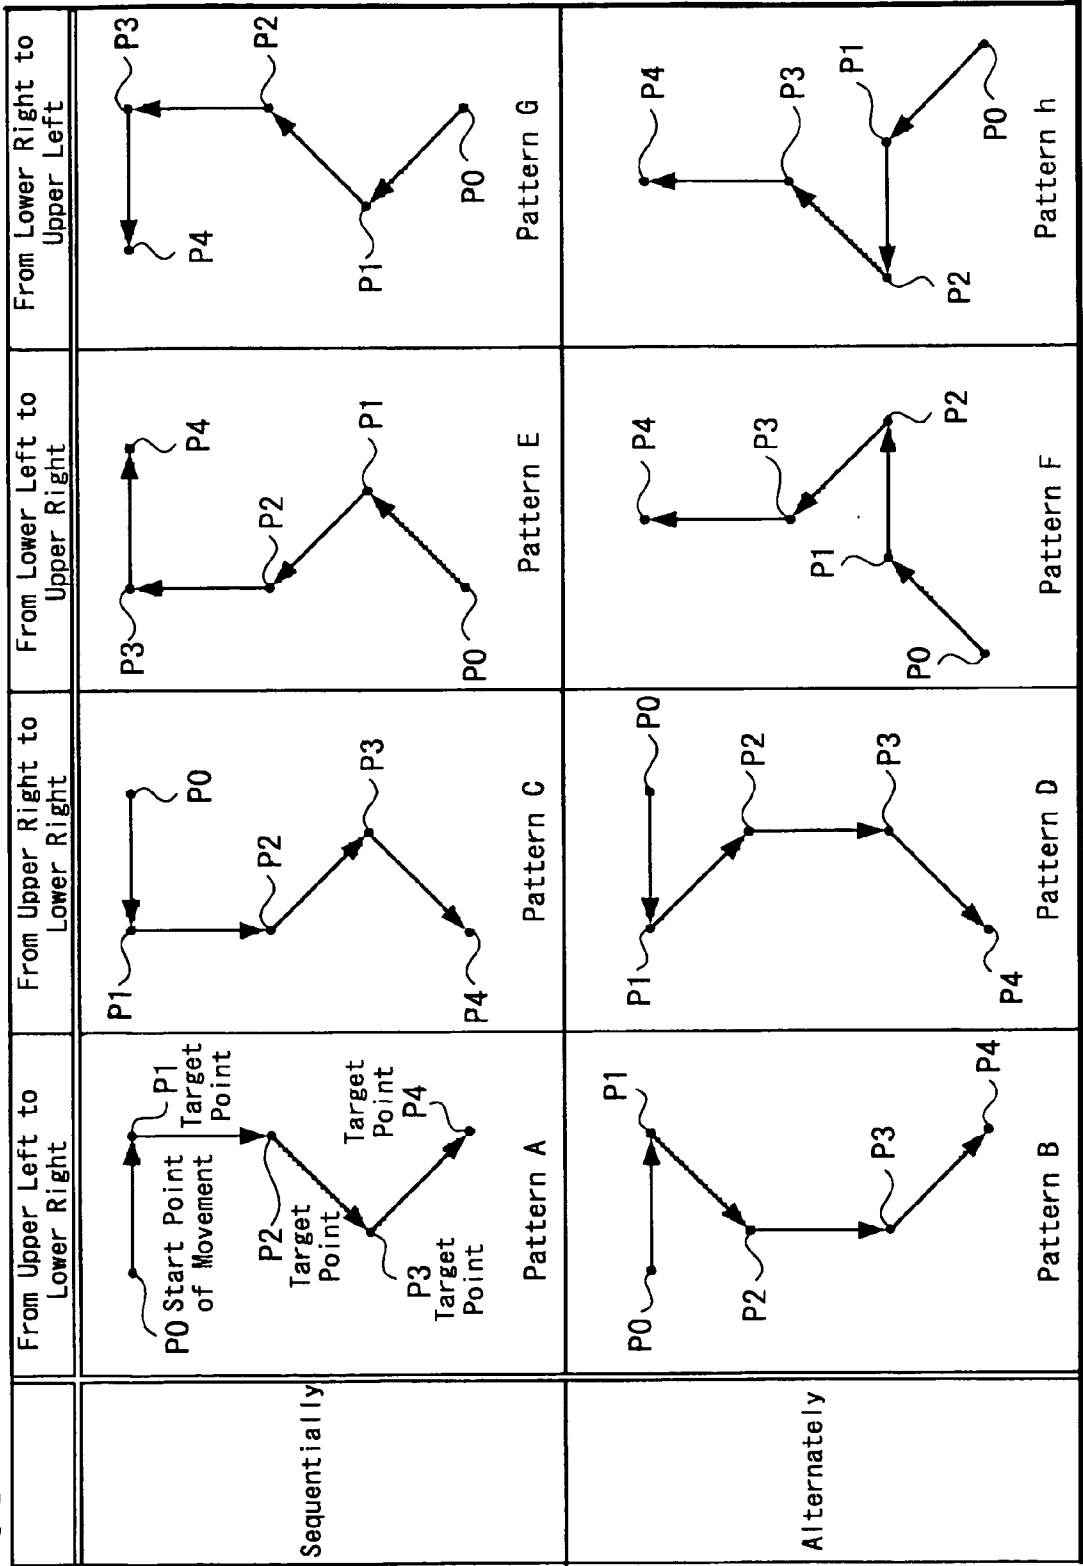 From Upper Left to
Lower Right
From Upper Right to
Lower Right
From Lower Left to
Upper Right
From Lower Right to
Upper Left
Sequentially
P0 Start Point
of Movement
P1
Target
Point
P2
Target
Point
P3
Target
Point
Target
Point
P4
Pattern A
P0
P1
P2
P3
P4
Pattern C
P0
P1
P2
P3
P4
Pattern E
P0
P1
P2
P3
P4
Pattern G
Alternately
P0
P1
P2
P3
P4
Pattern B
P0
P1
P2
P3
P4
Pattern D
P0
P1
P2
P3
P4
Pattern F
P0
P1
P2
P3
P4
Pattern h